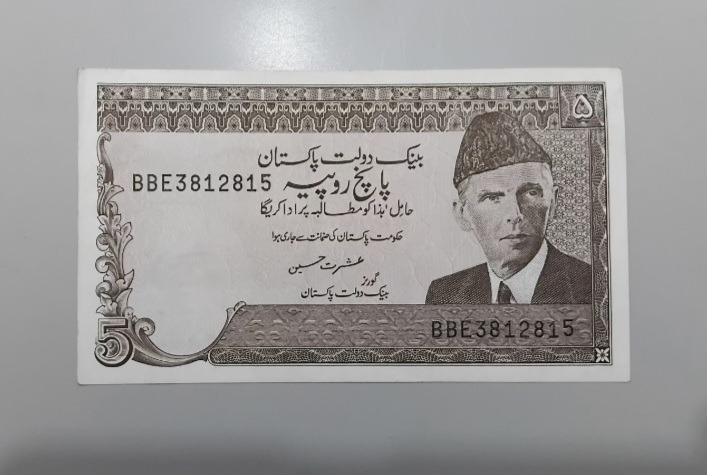 ۵
بینک دولت پاکستان
پانچ روپیہ
BBE3812815
حامل ہٰذا کو مطالبہ پر ادا کریگا
حکومت پاکستان کی ضمانت سے جاری ہوا
عشرت حسین
گورنر
بینک دولت پاکستان
BBE3812815
5